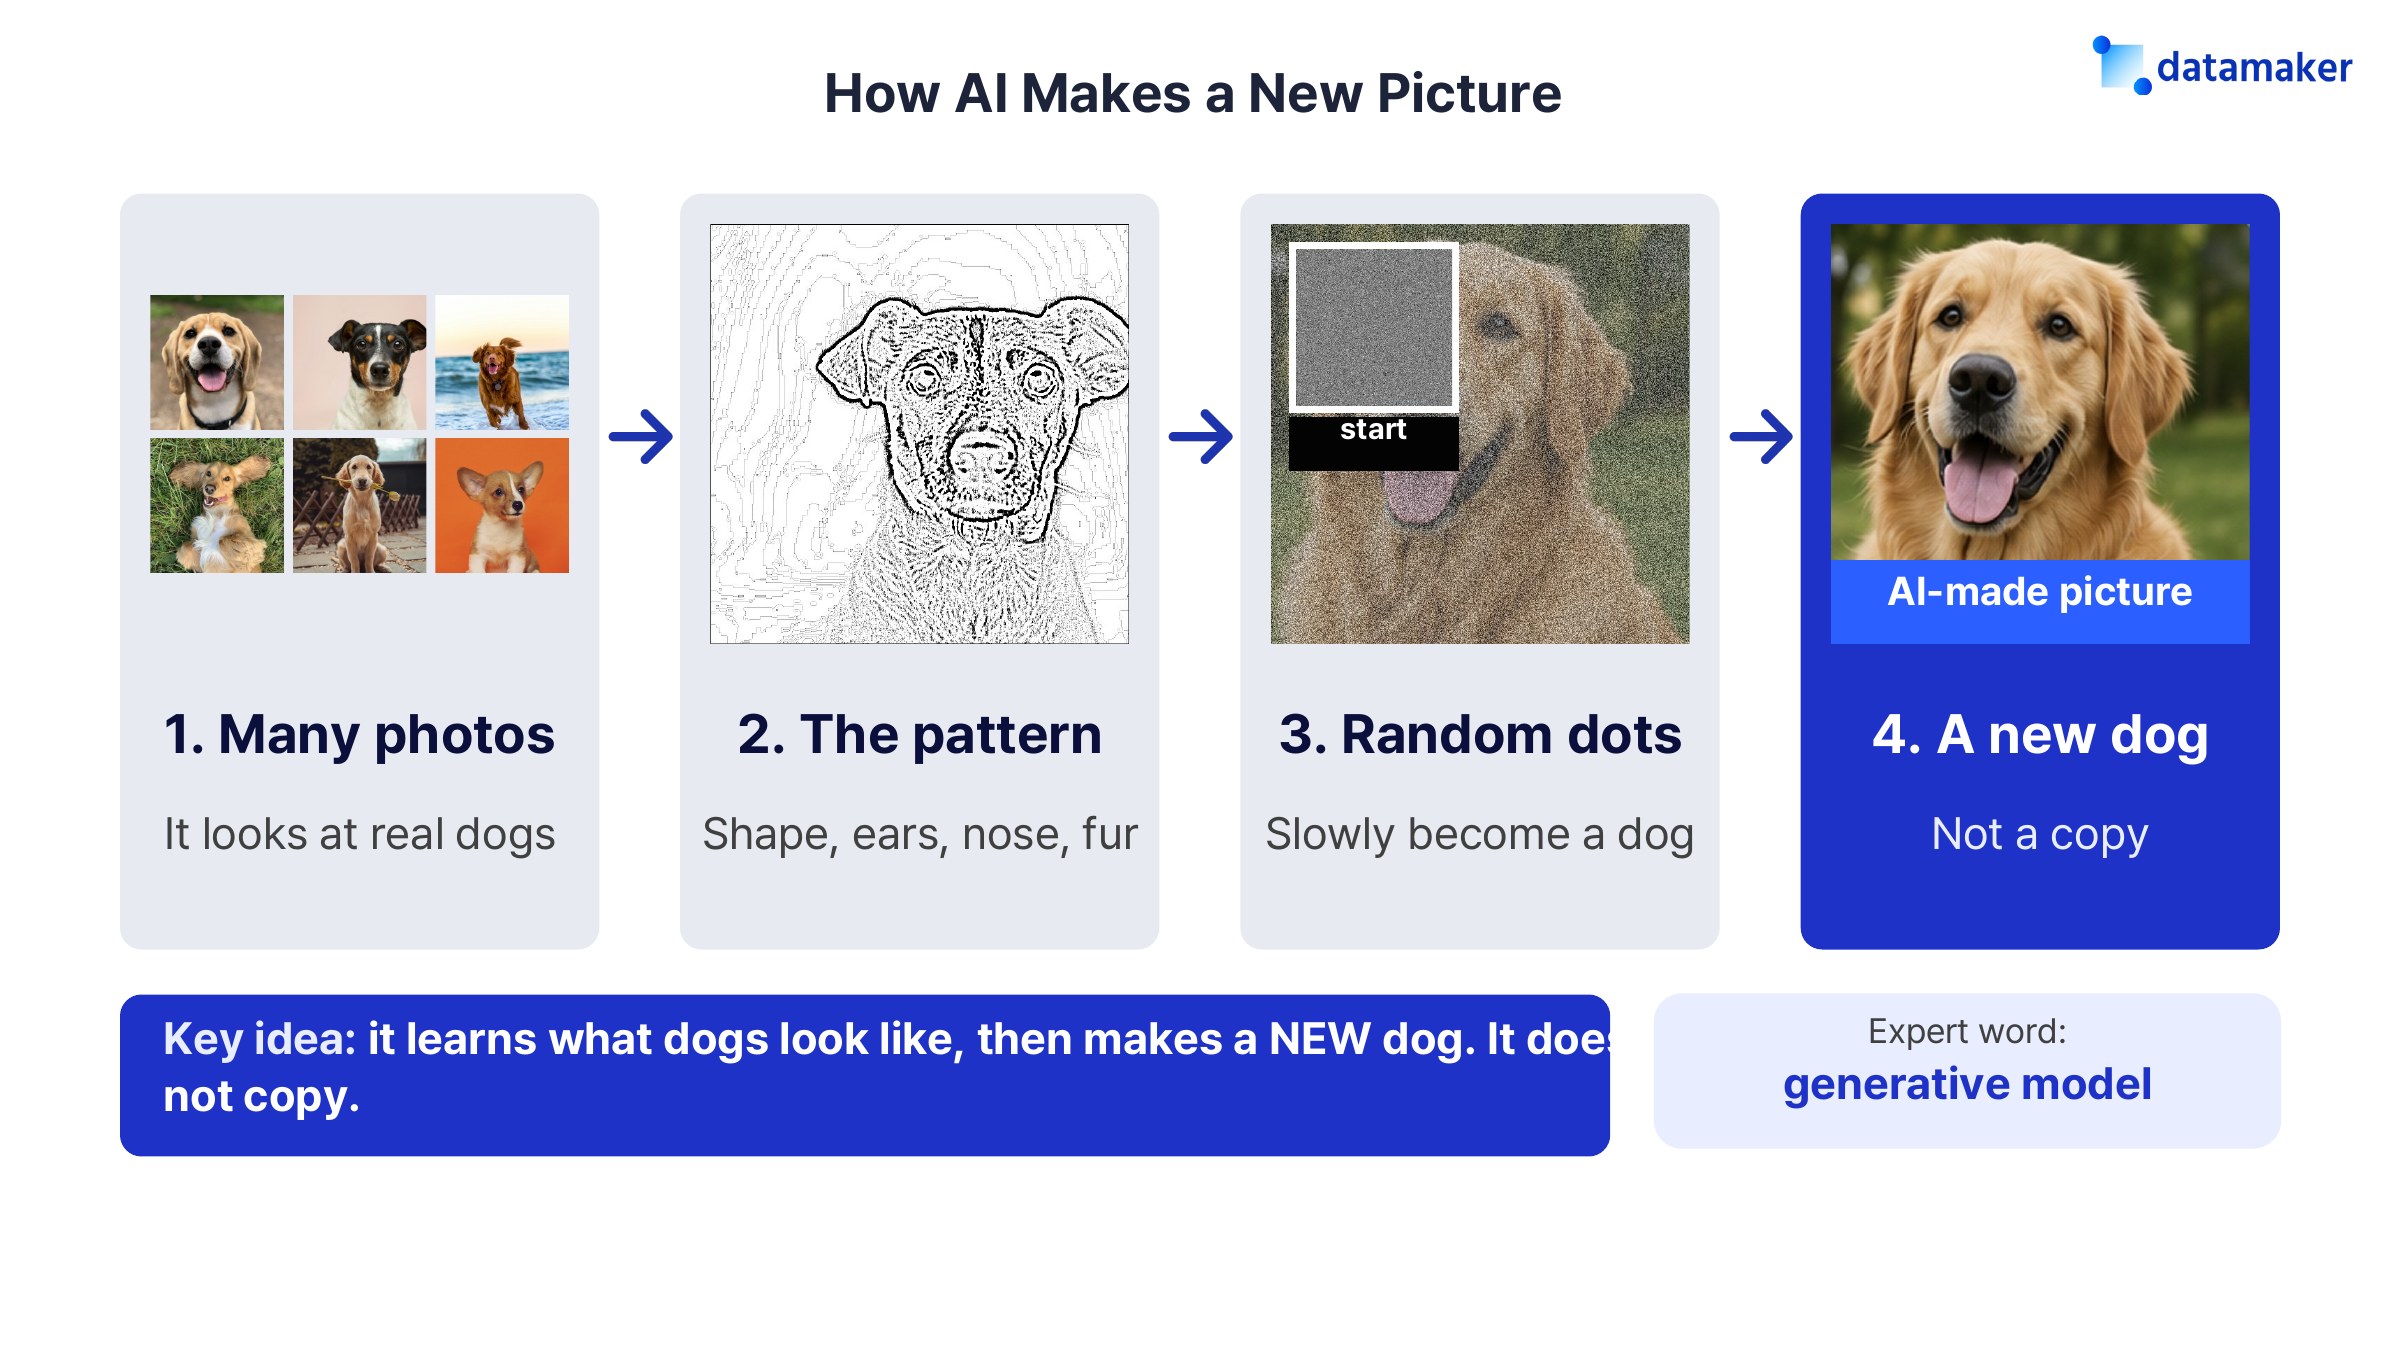 How AI Makes a New Picture
datamaker
start
AI-made picture
1. Many photos
2. The pattern
3. Random dots
4. A new dog
It looks at real dogs
Shape, ears, nose, fur
Slowly become a dog
Not a copy
Key idea: it learns what dogs look like, then makes a NEW dog. It does
not copy.
Expert word:
generative model